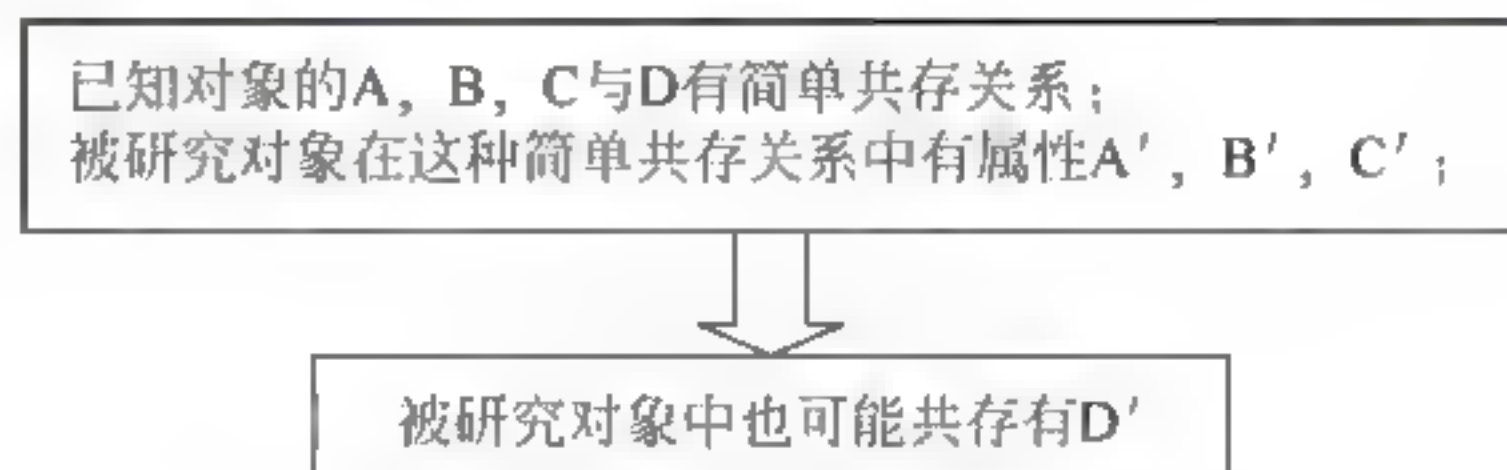 已知对象的A，B，C与D有简单共存关系；
被研究对象在这种简单共存关系中有属性A′，B′，C′；
被研究对象中也可能共存有D′